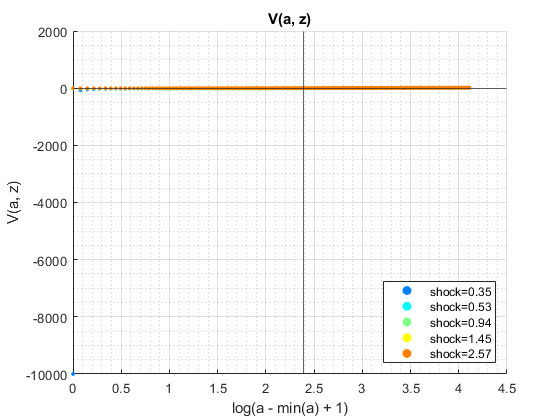 V(a, z)
2000
0
-2000
-4000
-6000
-8000
-10000
V(a, z)
shock=0.35
shock=0.53
shock=0.94
shock=1.45
shock=2.57
0 0.5 1 1.5 2 2.5 3 3.5 4 4.5
log(a - min(a) + 1)